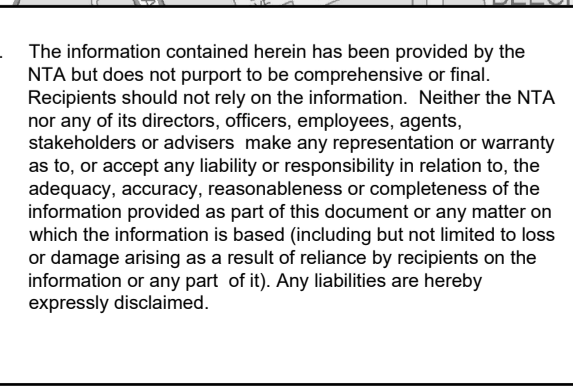 The information contained herein has been provided by the
NTA but does not purport to be comprehensive or final.
Recipients should not rely on the information.  Neither the NTA
nor any of its directors, officers, employees, agents,
stakeholders or advisers  make any representation or warranty
as to, or accept any liability or responsibility in relation to, the
adequacy, accuracy, reasonableness or completeness of the
information provided as part of this document or any matter on
which the information is based (including but not limited to loss
or damage arising as a result of reliance by recipients on the
information or any part  of it). Any liabilities are hereby
expressly disclaimed.